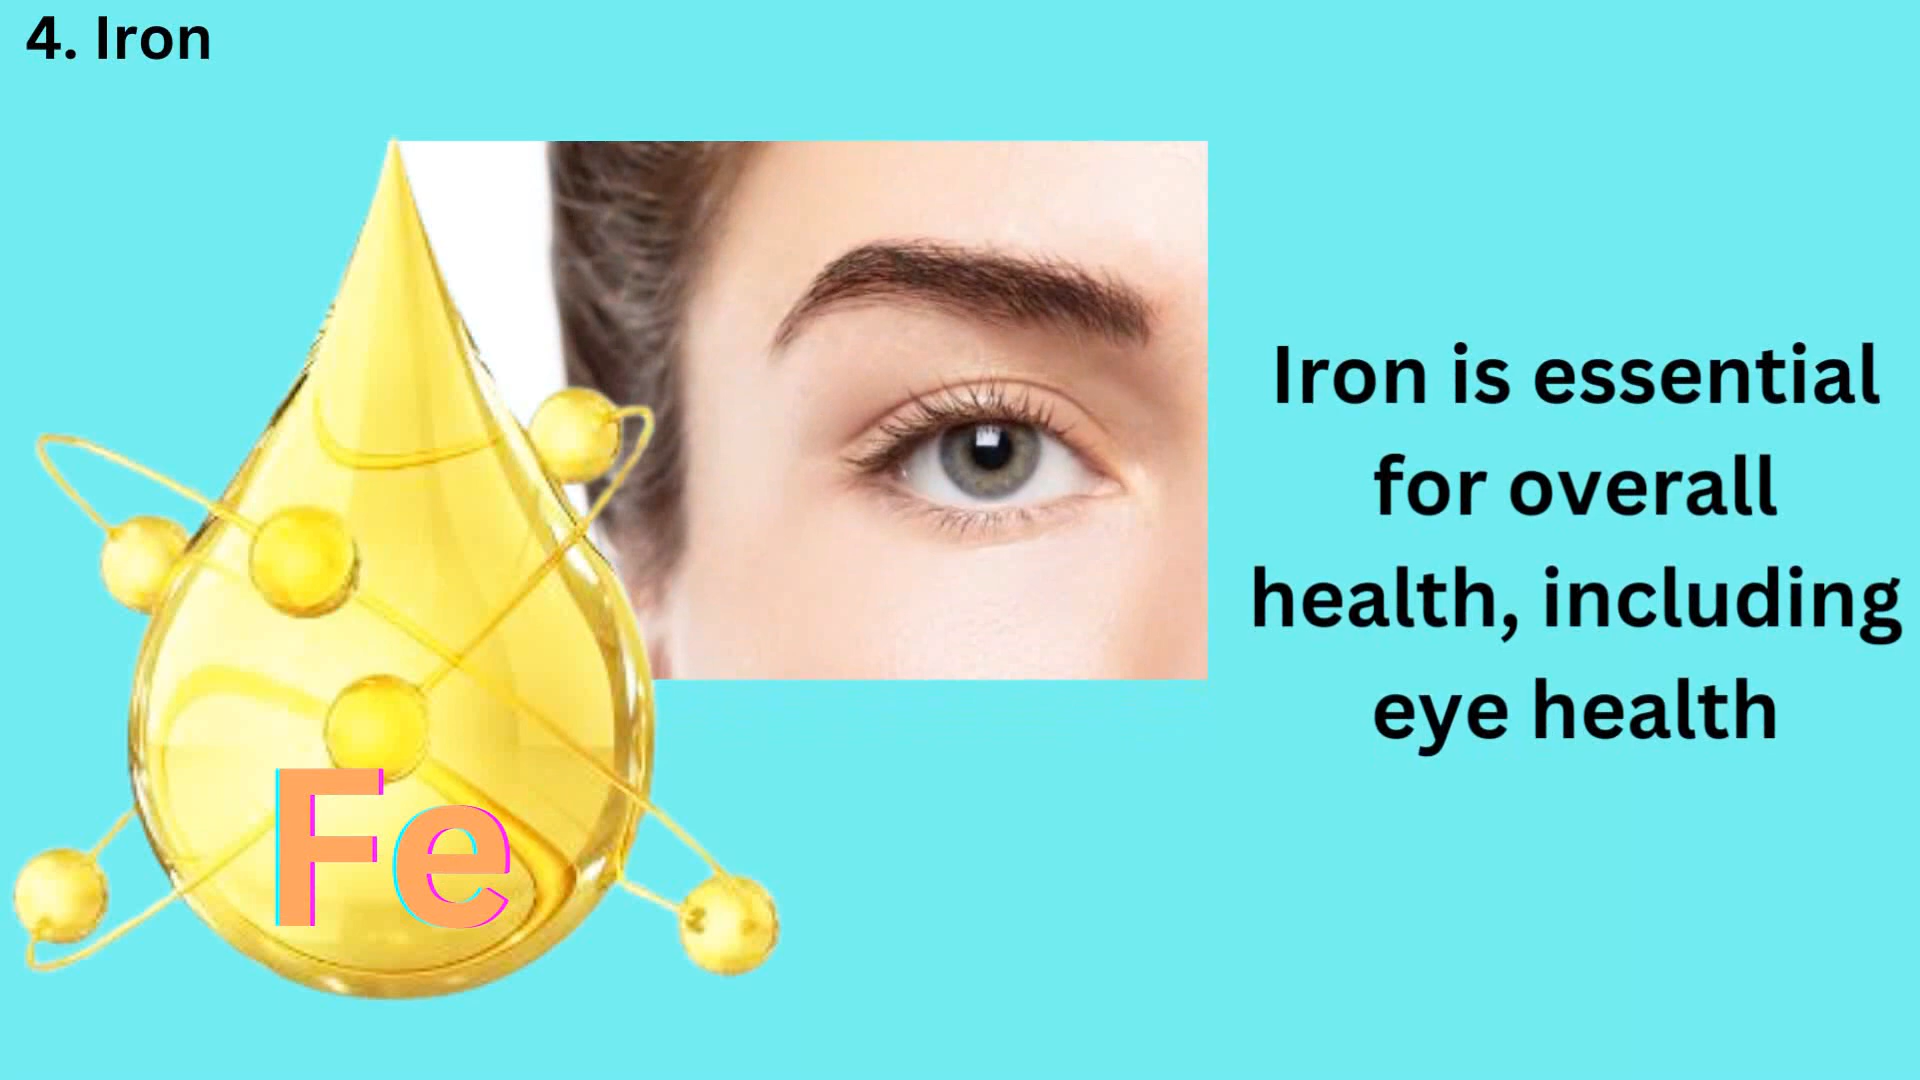 4. Iron
Iron is essential
for overall
health, including
eye health
Fe